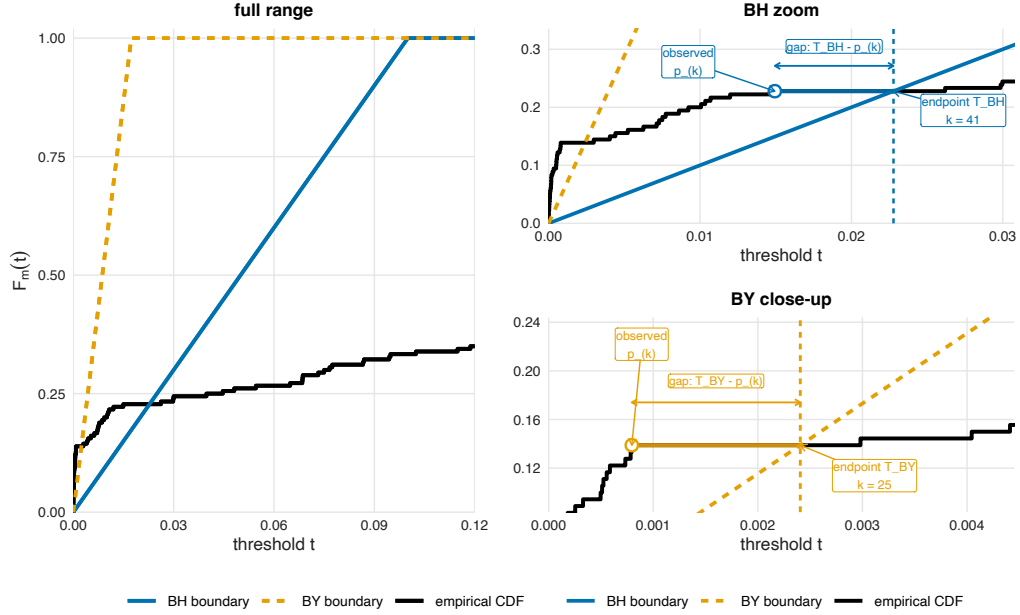 full range
1.00
0.75
0.50
0.25
0.00
F_m(t)
0.00 0.03 0.06 0.09 0.12
threshold t
BH zoom
0.3
0.2
0.1
0.0
observed
p_(k)
gap: T_BH - p_(k)
endpoint T_BH
k = 41
0.00 0.01 0.02 0.03
threshold t
BY close-up
0.24
0.20
0.16
0.12
observed
p_(k)
gap: T_BY - p_(k)
endpoint T_BY
k = 25
0.000 0.001 0.002 0.003 0.004
threshold t
BH boundary BY boundary empirical CDF BH boundary BY boundary empirical CDF